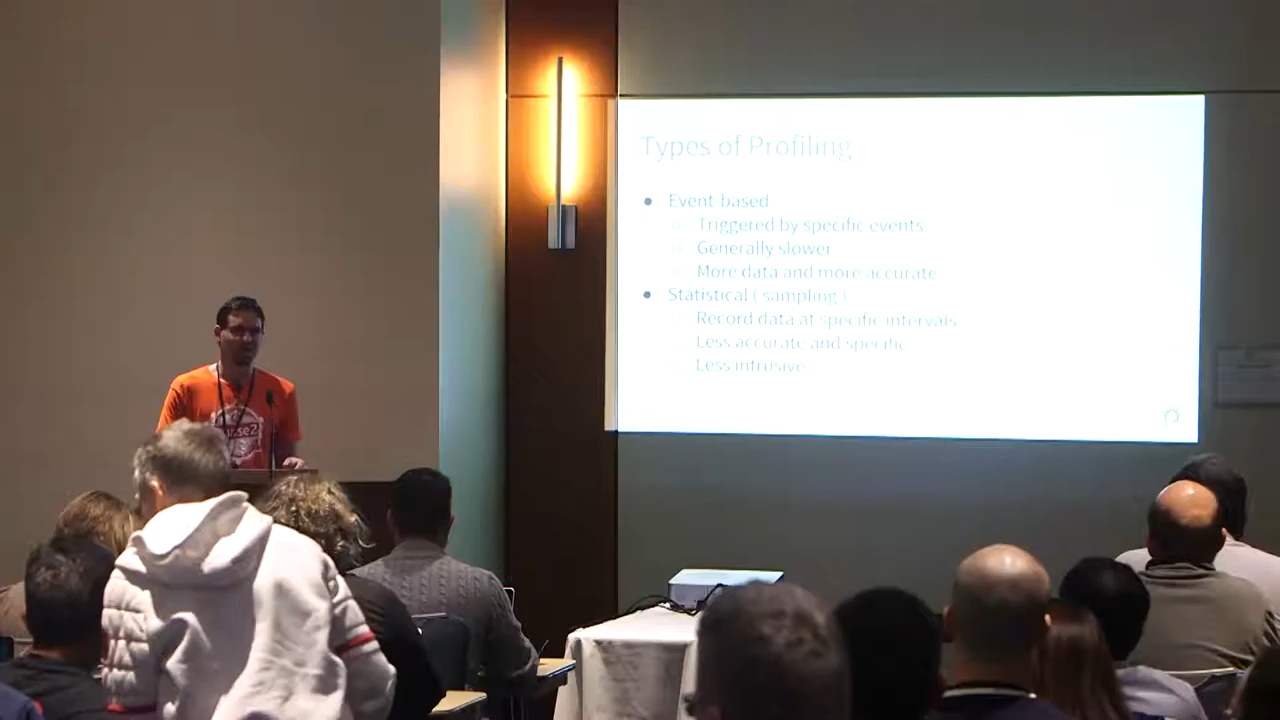 Types of Profiling
● Event-based
○ Triggered by specific events
○ Generally slower
○ More data and more accurate
● Statistical ( sampling )
○ Record data at specific intervals
○ Less accurate and specific
○ Less intrusive